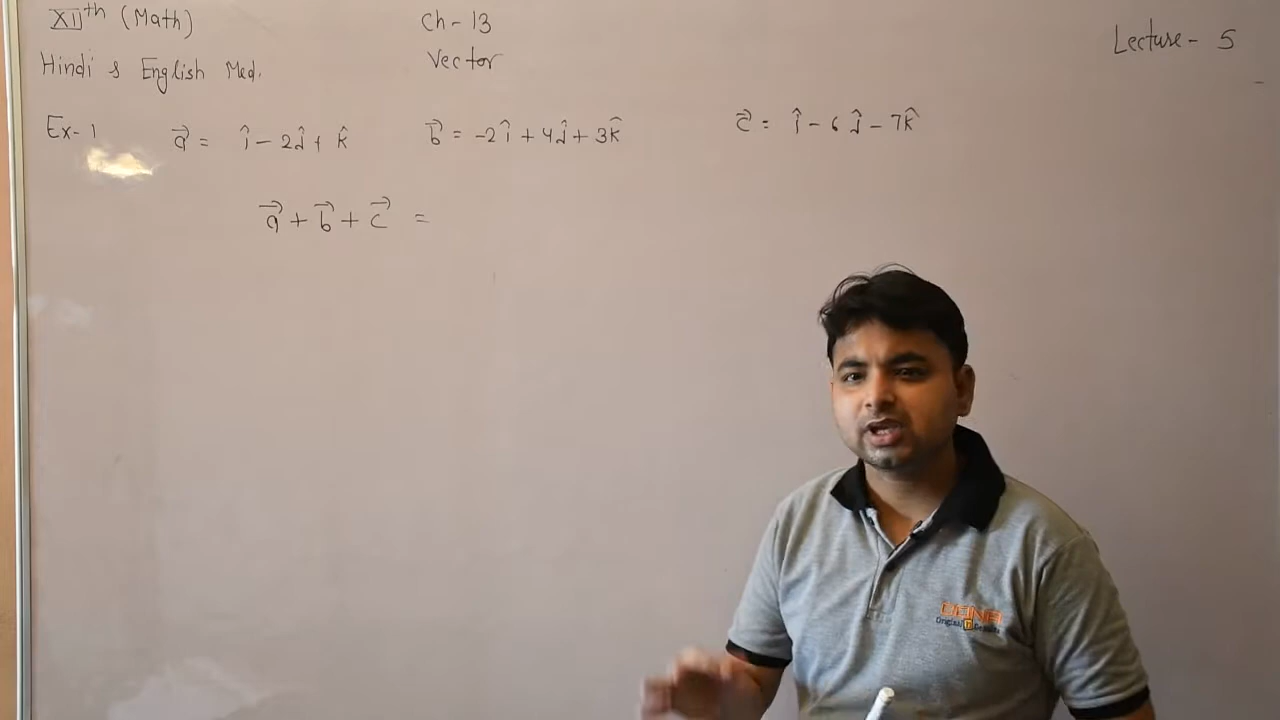 XIIth (Math) Ch - 13 Lecture - 5
Hindi & English Med. Vector
Ex - 1 a⃗ = î - 2ĵ + k̂ b⃗ = -2î + 4ĵ + 3k̂ c⃗ = î - 6ĵ - 7k̂
a⃗ + b⃗ + c⃗ =